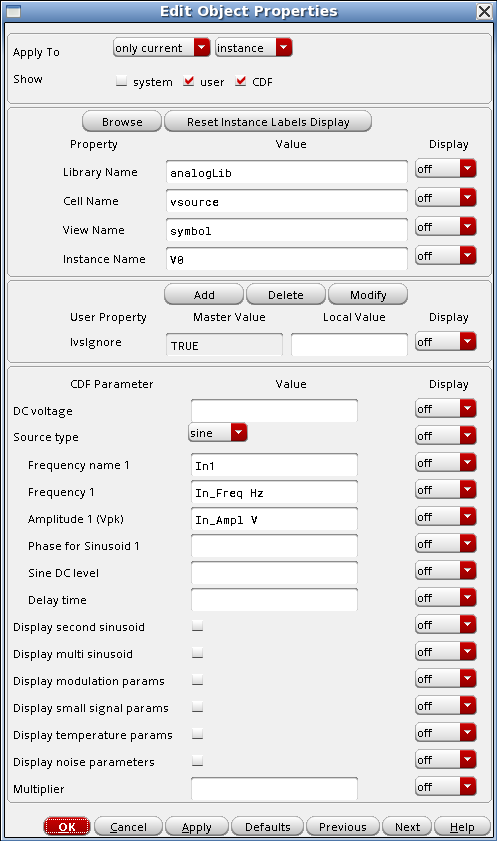 Edit Object Properties
Apply To only current instance
Show system user CDF
Browse Reset Instance Labels Display
Property Value Display
Library Name analogLib off
Cell Name vsource off
View Name symbol off
Instance Name V0 off
Add Delete Modify
User Property Master Value Local Value Display
lvsIgnore TRUE off
CDF Parameter Value Display
DC voltage off
Source type sine off
Frequency name 1 In1 off
Frequency 1 In_Freq Hz off
Amplitude 1 (Vpk) In_Ampl V off
Phase for Sinusoid 1 off
Sine DC level off
Delay time off
Display second sinusoid off
Display multi sinusoid off
Display modulation params off
Display small signal params off
Display temperature params off
Display noise parameters off
Multiplier off
OK Cancel Apply Defaults Previous Next Help